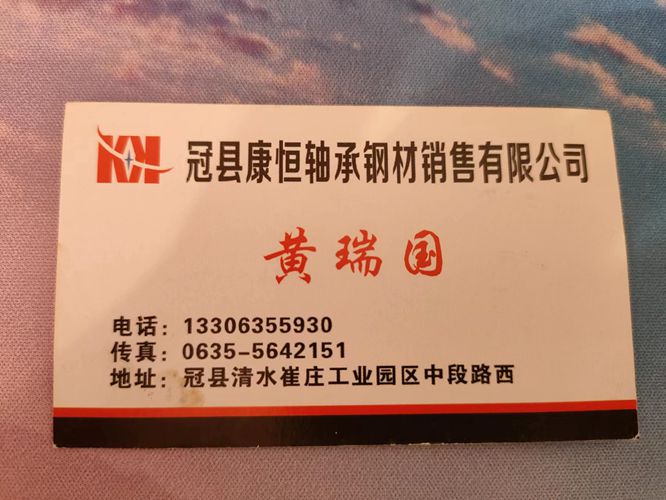 冠县康恒轴承钢材销售有限公司
黄瑞国
电话：13306355930
传真：0635-5642151
地址：冠县清水崔庄工业园区中段路西